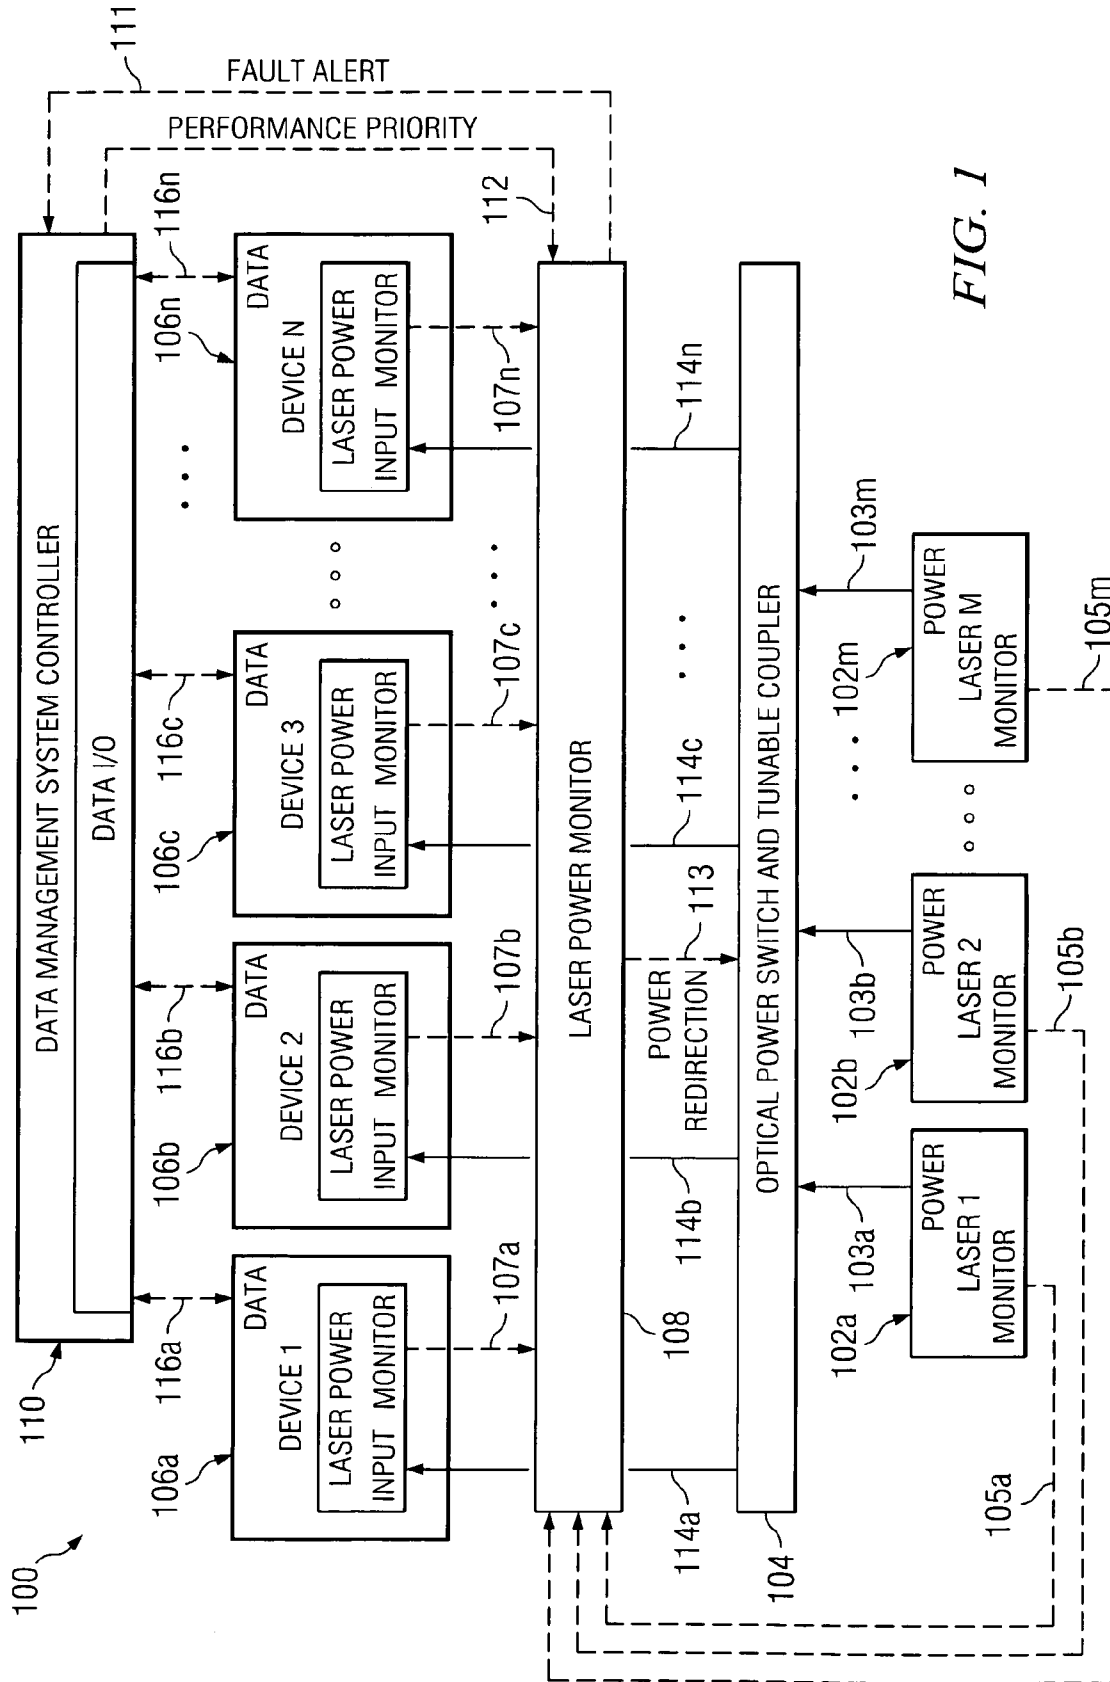 100
110
DATA MANAGEMENT SYSTEM CONTROLLER
DATA I/O
111
FAULT ALERT
PERFORMANCE PRIORITY
116a
116b
116c
116n
106a
106b
106c
106n
DATA
DEVICE 1
LASER POWER
INPUT MONITOR
DATA
DEVICE 2
LASER POWER
INPUT MONITOR
DATA
DEVICE 3
LASER POWER
INPUT MONITOR
DATA
DEVICE N
LASER POWER
INPUT MONITOR
107a
107b
107c
107n
112
LASER POWER MONITOR
108
114a
114b
POWER
REDIRECTION
113
114c
114n
OPTICAL POWER SWITCH AND TUNABLE COUPLER
104
103a
103b
103m
102a
102b
102m
POWER
LASER 1
MONITOR
POWER
LASER 2
MONITOR
POWER
LASER M
MONITOR
105a
105b
105m
FIG. 1